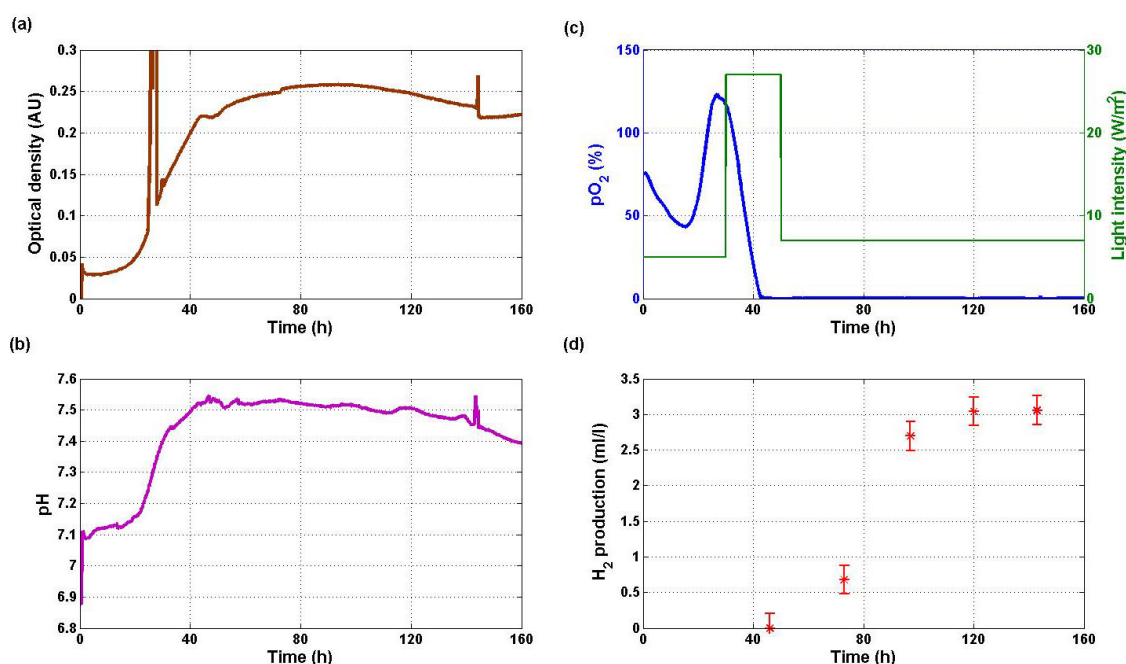 (a)
0.3
0.25
0.2
0.15
0.1
0.05
0
Optical density (AU)
0 40 80 120 160
Time (h)
(b)
7.6
7.5
7.4
7.3
7.2
7.1
7
6.9
6.8
pH
0 40 80 120 160
Time (h)
(c)
150
100
50
0
pO2 (%)
30
20
10
0
Light intensity (W/m²)
0 40 80 120 160
Time (h)
(d)
3.5
3
2.5
2
1.5
1
0.5
0
H2 production (ml/l)
0 40 80 120 160
Time (h)